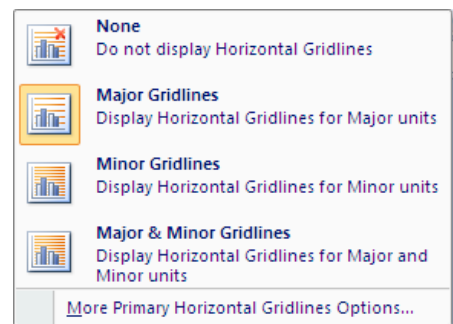 None
Do not display Horizontal Gridlines
Major Gridlines
Display Horizontal Gridlines for Major units
Minor Gridlines
Display Horizontal Gridlines for Minor units
Major & Minor Gridlines
Display Horizontal Gridlines for Major and
Minor units
More Primary Horizontal Gridlines Options...